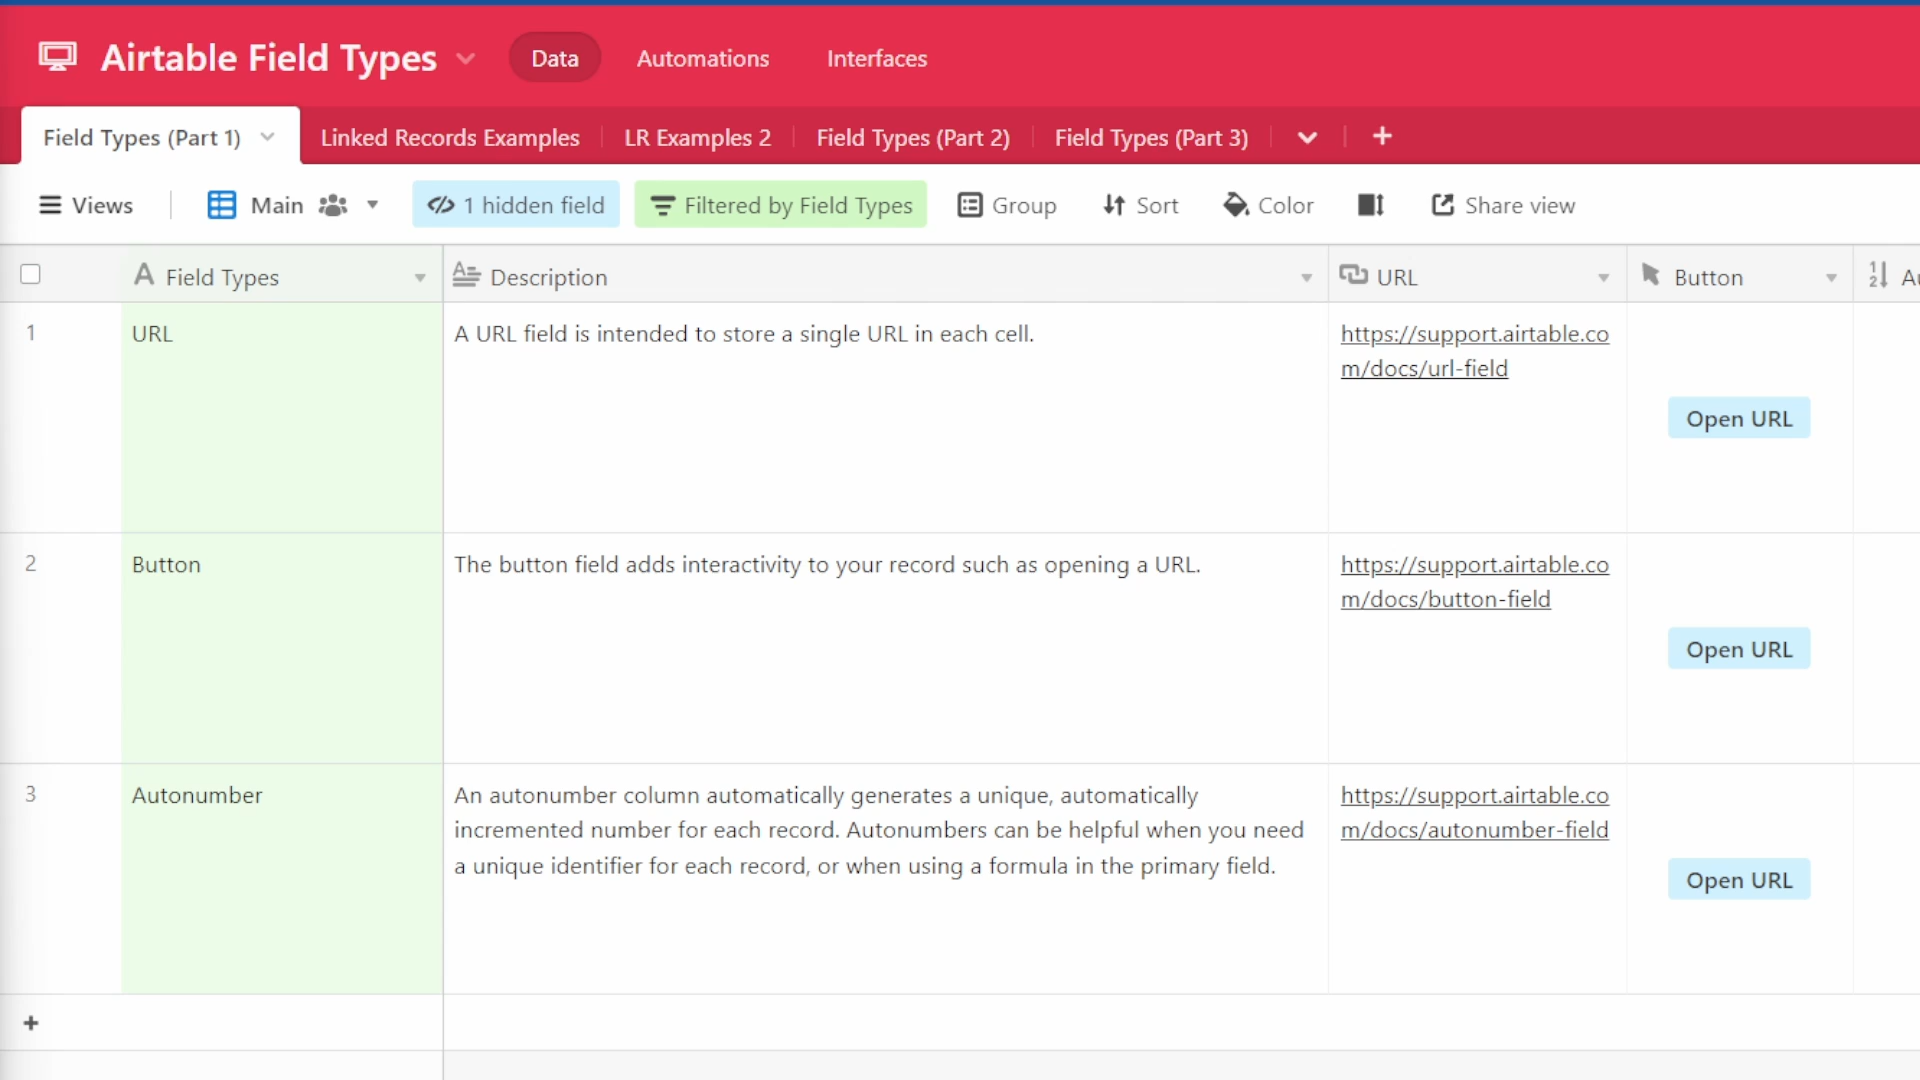 Airtable Field Types
Data
Automations
Interfaces
Field Types (Part 1)
Linked Records Examples
LR Examples 2
Field Types (Part 2)
Field Types (Part 3)
Views
Main
1 hidden field
Filtered by Field Types
Group
Sort
Color
Share view
Field Types
Description
URL
Button
1
URL
A URL field is intended to store a single URL in each cell.
https://support.airtable.co
m/docs/url-field
Open URL
2
Button
The button field adds interactivity to your record such as opening a URL.
https://support.airtable.co
m/docs/button-field
Open URL
3
Autonumber
An autonumber column automatically generates a unique, automatically
incremented number for each record. Autonumbers can be helpful when you need
a unique identifier for each record, or when using a formula in the primary field.
https://support.airtable.co
m/docs/autonumber-field
Open URL